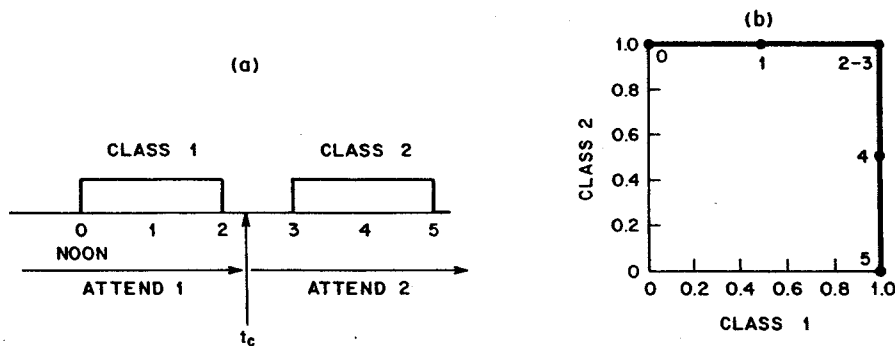 (a)
CLASS 1 CLASS 2
0 1 2 3 4 5
NOON
ATTEND 1 ATTEND 2
tc
(b)
1.0
0.8
0.6
0.4
0.2
0
CLASS 2
0 1 2-3
4
5
0 0.2 0.4 0.6 0.8 1.0
CLASS 1